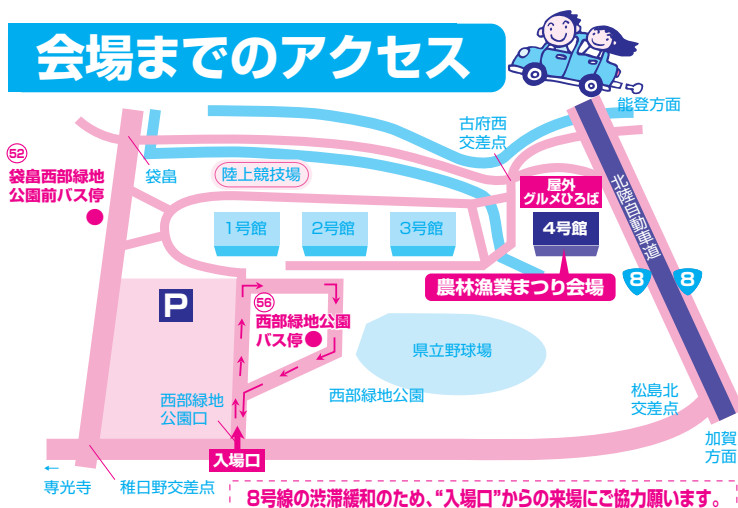 会場までのアクセス
能登方面
古府西
交差点
52
袋畠西部緑地
公園前バス停
袋畠
陸上競技場
屋外
グルメひろば
北陸自動車道
1号館
2号館
3号館
4号館
農林漁業まつり会場
8
8
P
56
西部緑地公園
バス停
県立野球場
西部緑地公園
西部緑地
公園口
松島北
交差点
加賀
方面
入場口
←
専光寺
稚日野交差点
8号線の渋滞緩和のため、“入場口”からの来場にご協力願います。